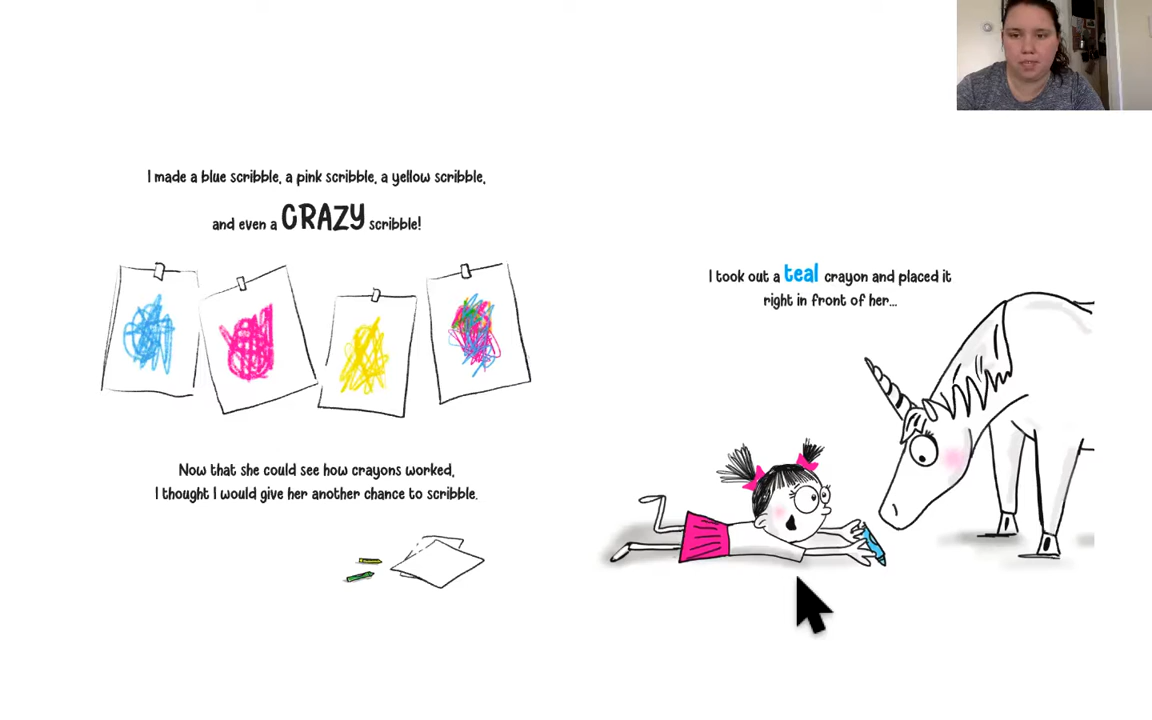 I made a blue scribble, a pink scribble, a yellow scribble,
and even a CRAZY scribble!
Now that she could see how crayons worked,
I thought I would give her another chance to scribble.
I took out a teal crayon and placed it
right in front of her...